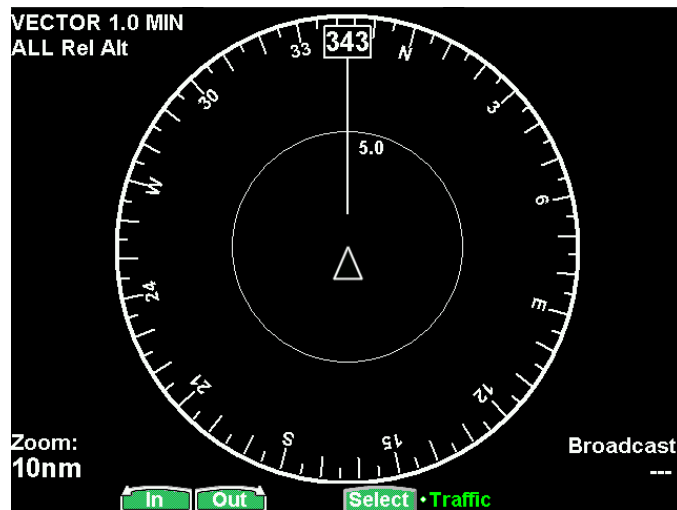 VECTOR 1.0 MIN
ALL Rel Alt
33
343
N
30
3
5.0
W
6
24
E
21
12
S
15
Zoom:
10nm
Broadcast
---
In
Out
Select
Traffic